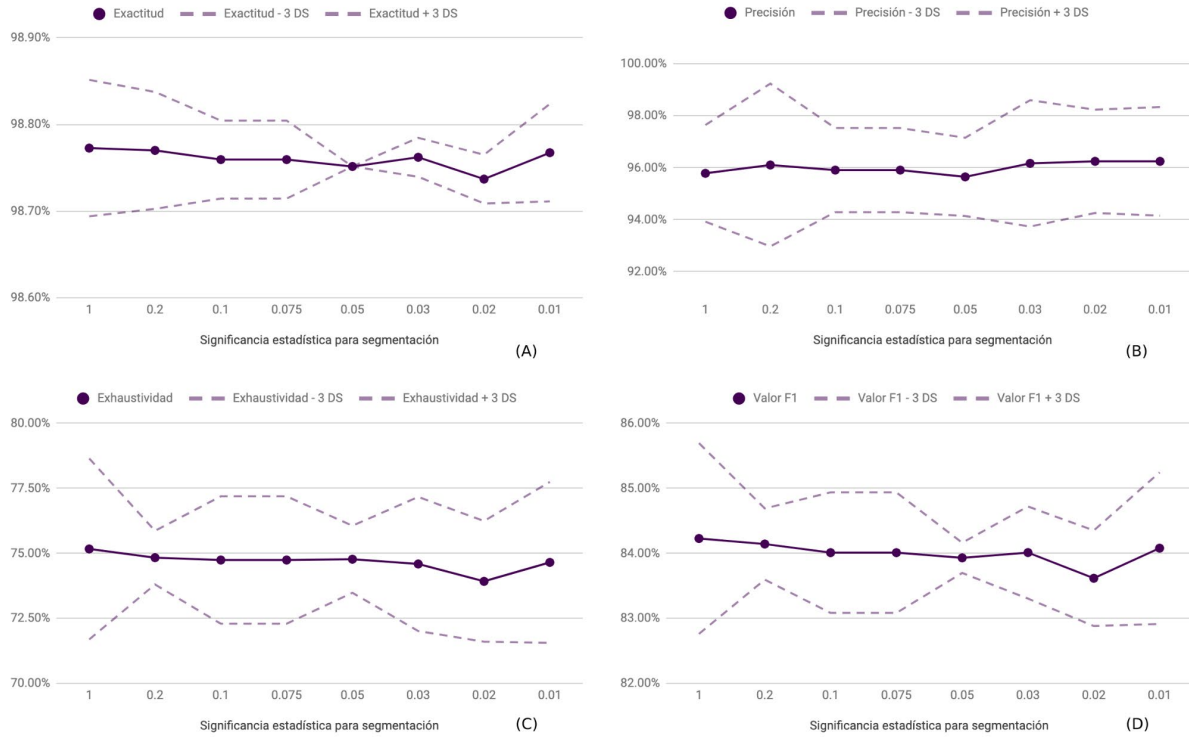 Exactitud Exactitud - 3 DS Exactitud + 3 DS
98.90%
98.80%
98.70%
98.60%
1 0.2 0.1 0.075 0.05 0.03 0.02 0.01
Significancia estadística para segmentación
(A)
Precisión Precisión - 3 DS Precisión + 3 DS
100.00%
98.00%
96.00%
94.00%
92.00%
1 0.2 0.1 0.075 0.05 0.03 0.02 0.01
Significancia estadística para segmentación
(B)
Exhaustividad Exhaustividad - 3 DS Exhaustividad + 3 DS
80.00%
77.50%
75.00%
72.50%
70.00%
1 0.2 0.1 0.075 0.05 0.03 0.02 0.01
Significancia estadística para segmentación
(C)
Valor F1 Valor F1 - 3 DS Valor F1 + 3 DS
86.00%
85.00%
84.00%
83.00%
82.00%
1 0.2 0.1 0.075 0.05 0.03 0.02 0.01
Significancia estadística para segmentación
(D)